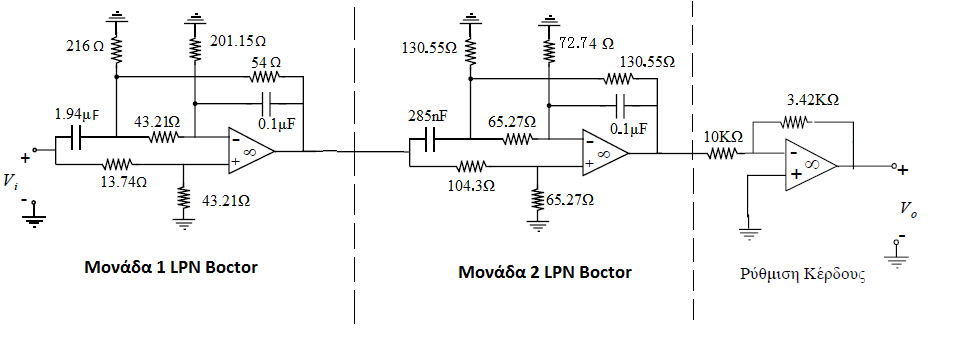 216 Ω
201.15Ω
54 Ω
1.94μF
43.21Ω
0.1μF
-
+
∞
13.74Ω
43.21Ω
+
Vi
-
Μονάδα 1 LPN Boctor
130.55Ω
72.74 Ω
130.55Ω
285nF
65.27Ω
0.1μF
-
+
∞
104.3Ω
65.27Ω
Μονάδα 2 LPN Boctor
3.42KΩ
10KΩ
-
+
∞
+
Vo
-
Ρύθμιση Κέρδους